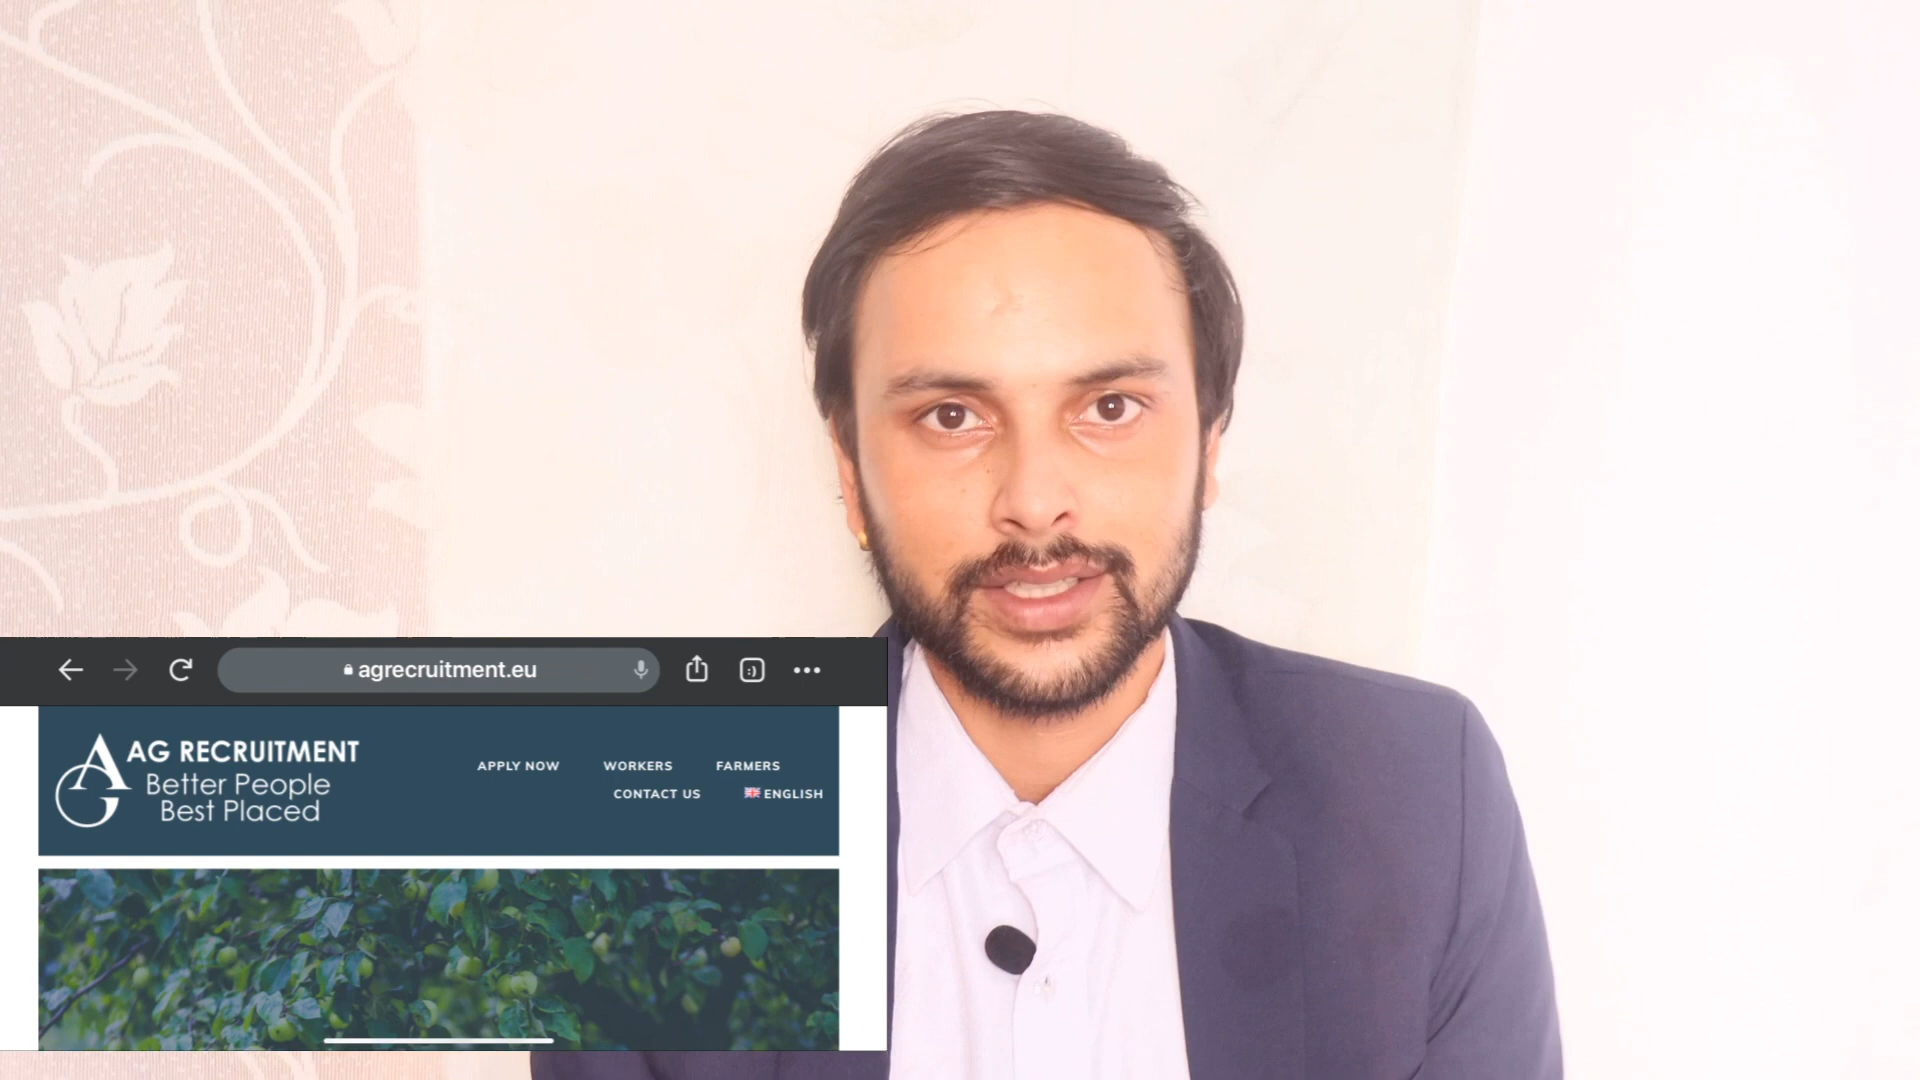 agrecruitment.eu
AG RECRUITMENT
Better People
Best Placed
APPLY NOW WORKERS FARMERS
CONTACT US ENGLISH